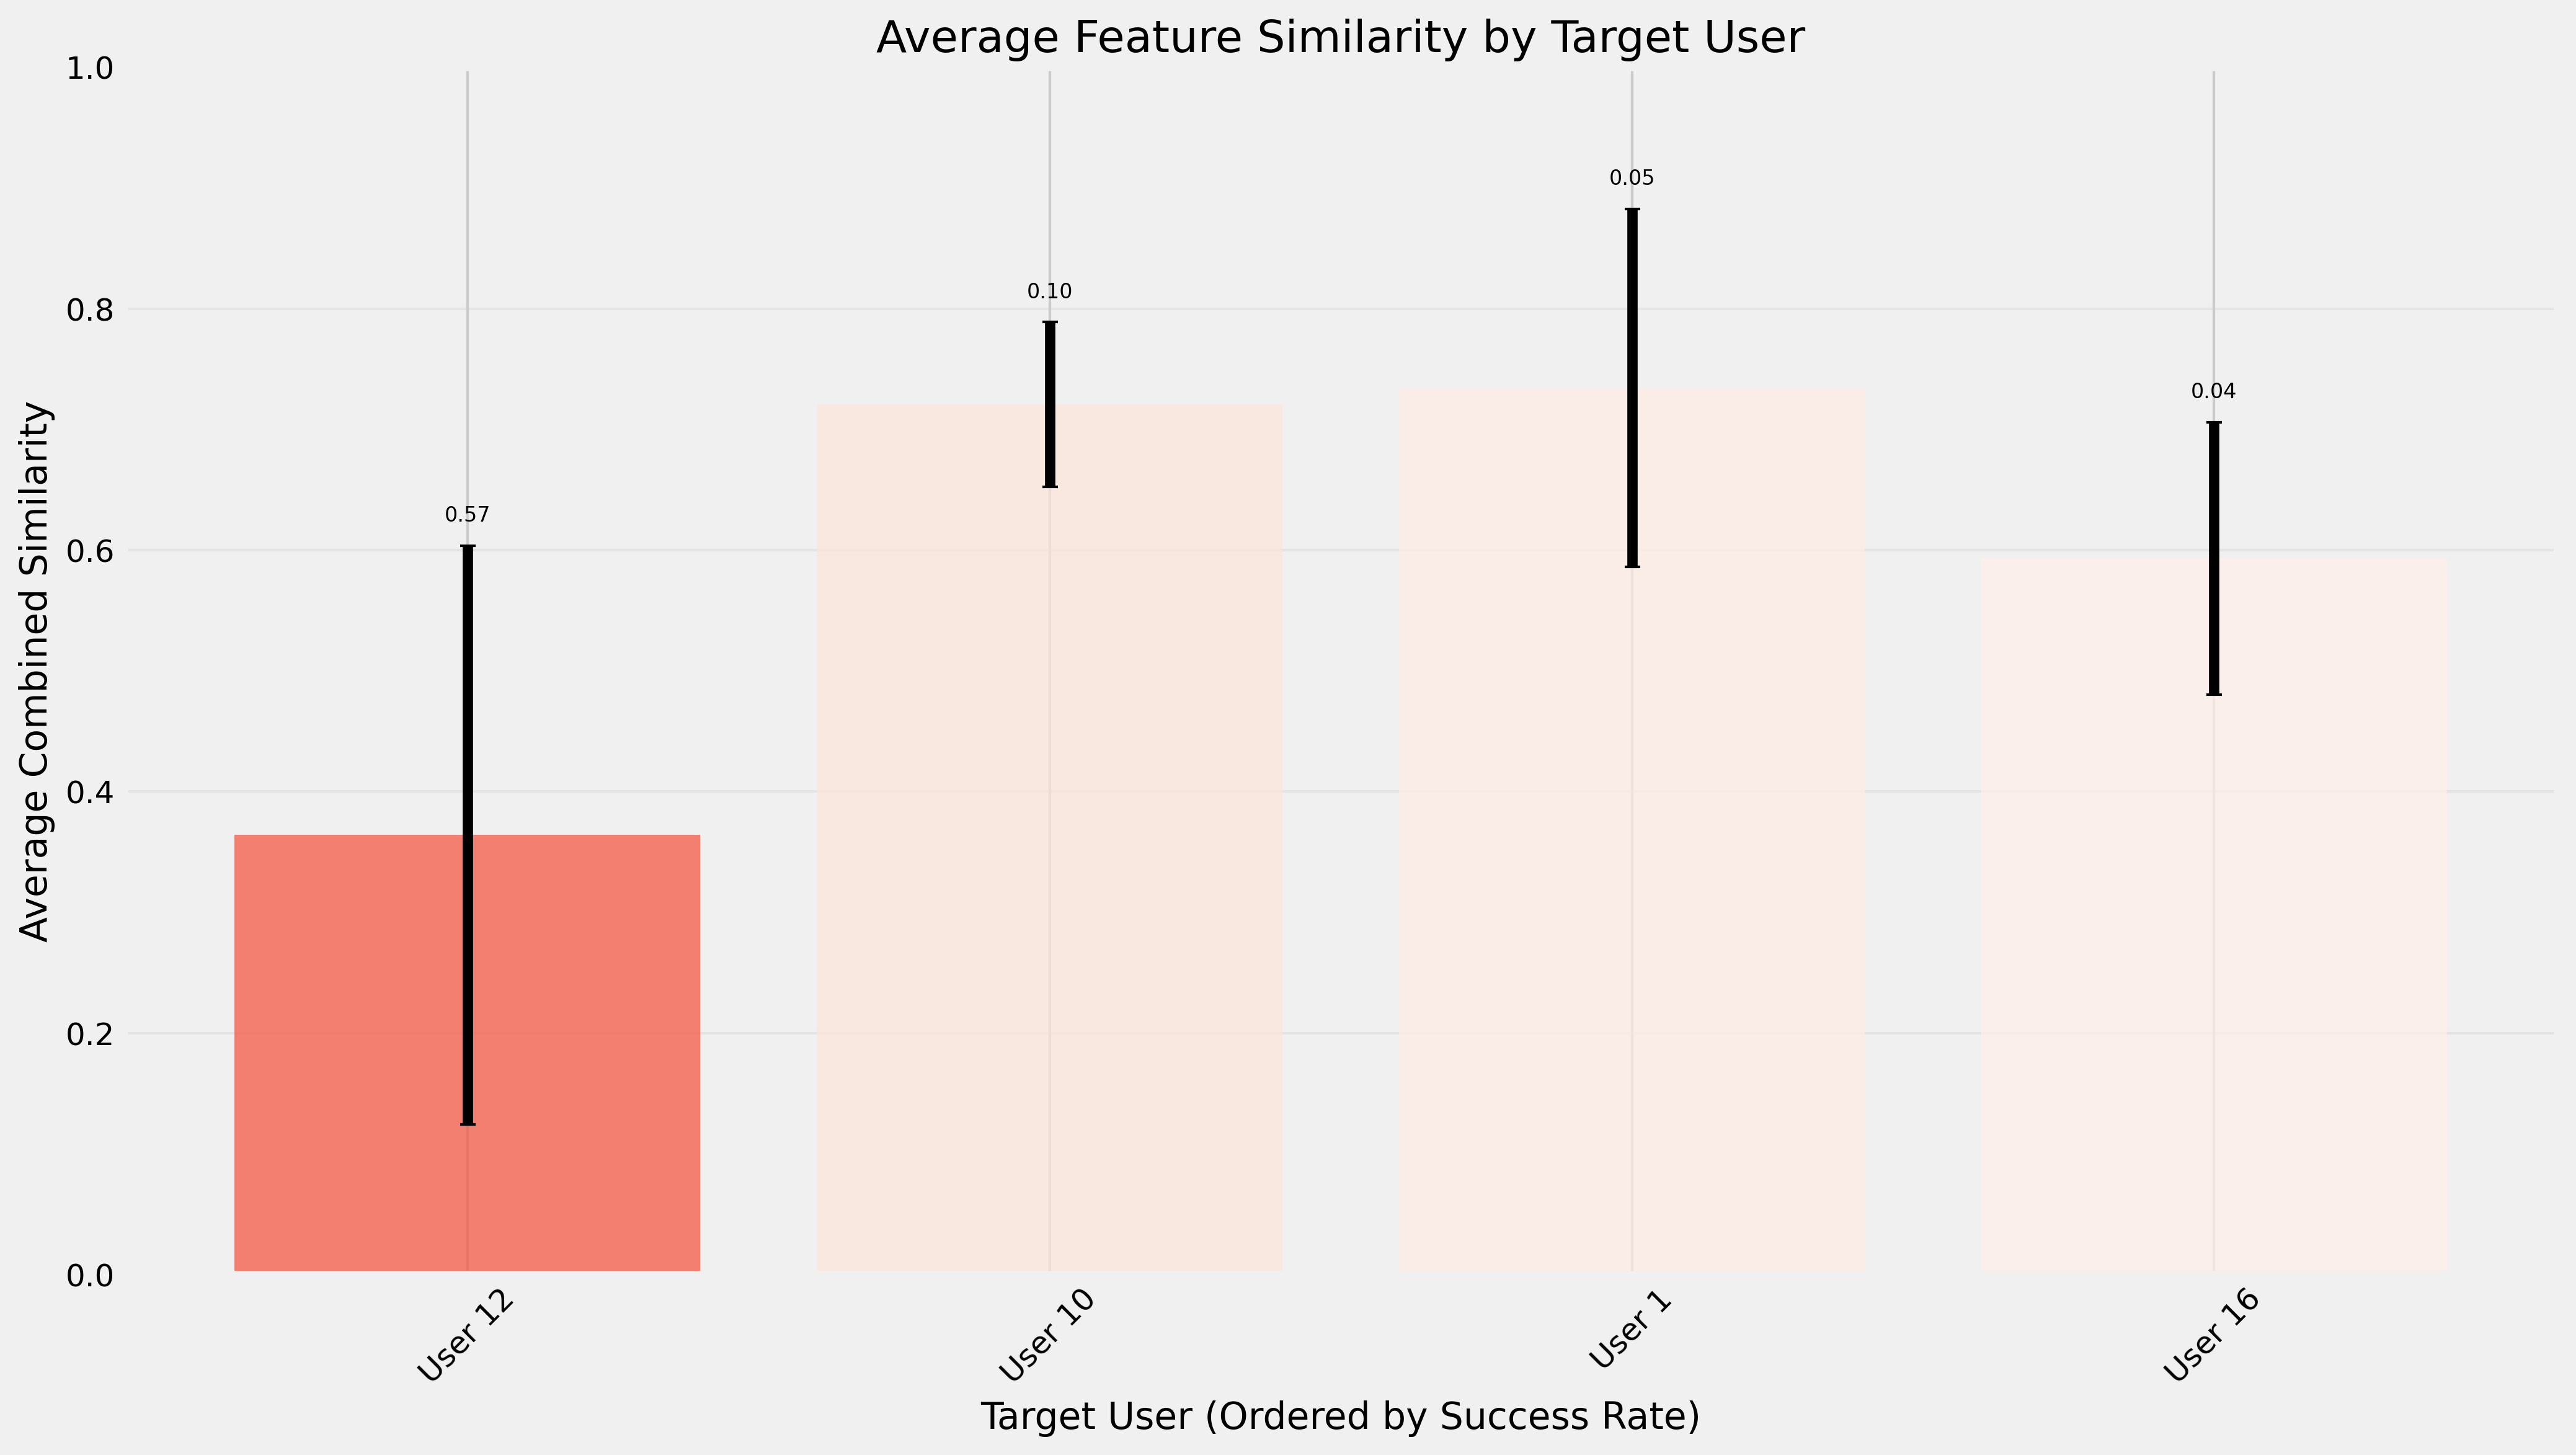 Average Feature Similarity by Target User
1.0
0.8
0.6
0.4
0.2
0.0
Average Combined Similarity
0.57
0.10
0.05
0.04
User 12
User 10
User 1
User 16
Target User (Ordered by Success Rate)